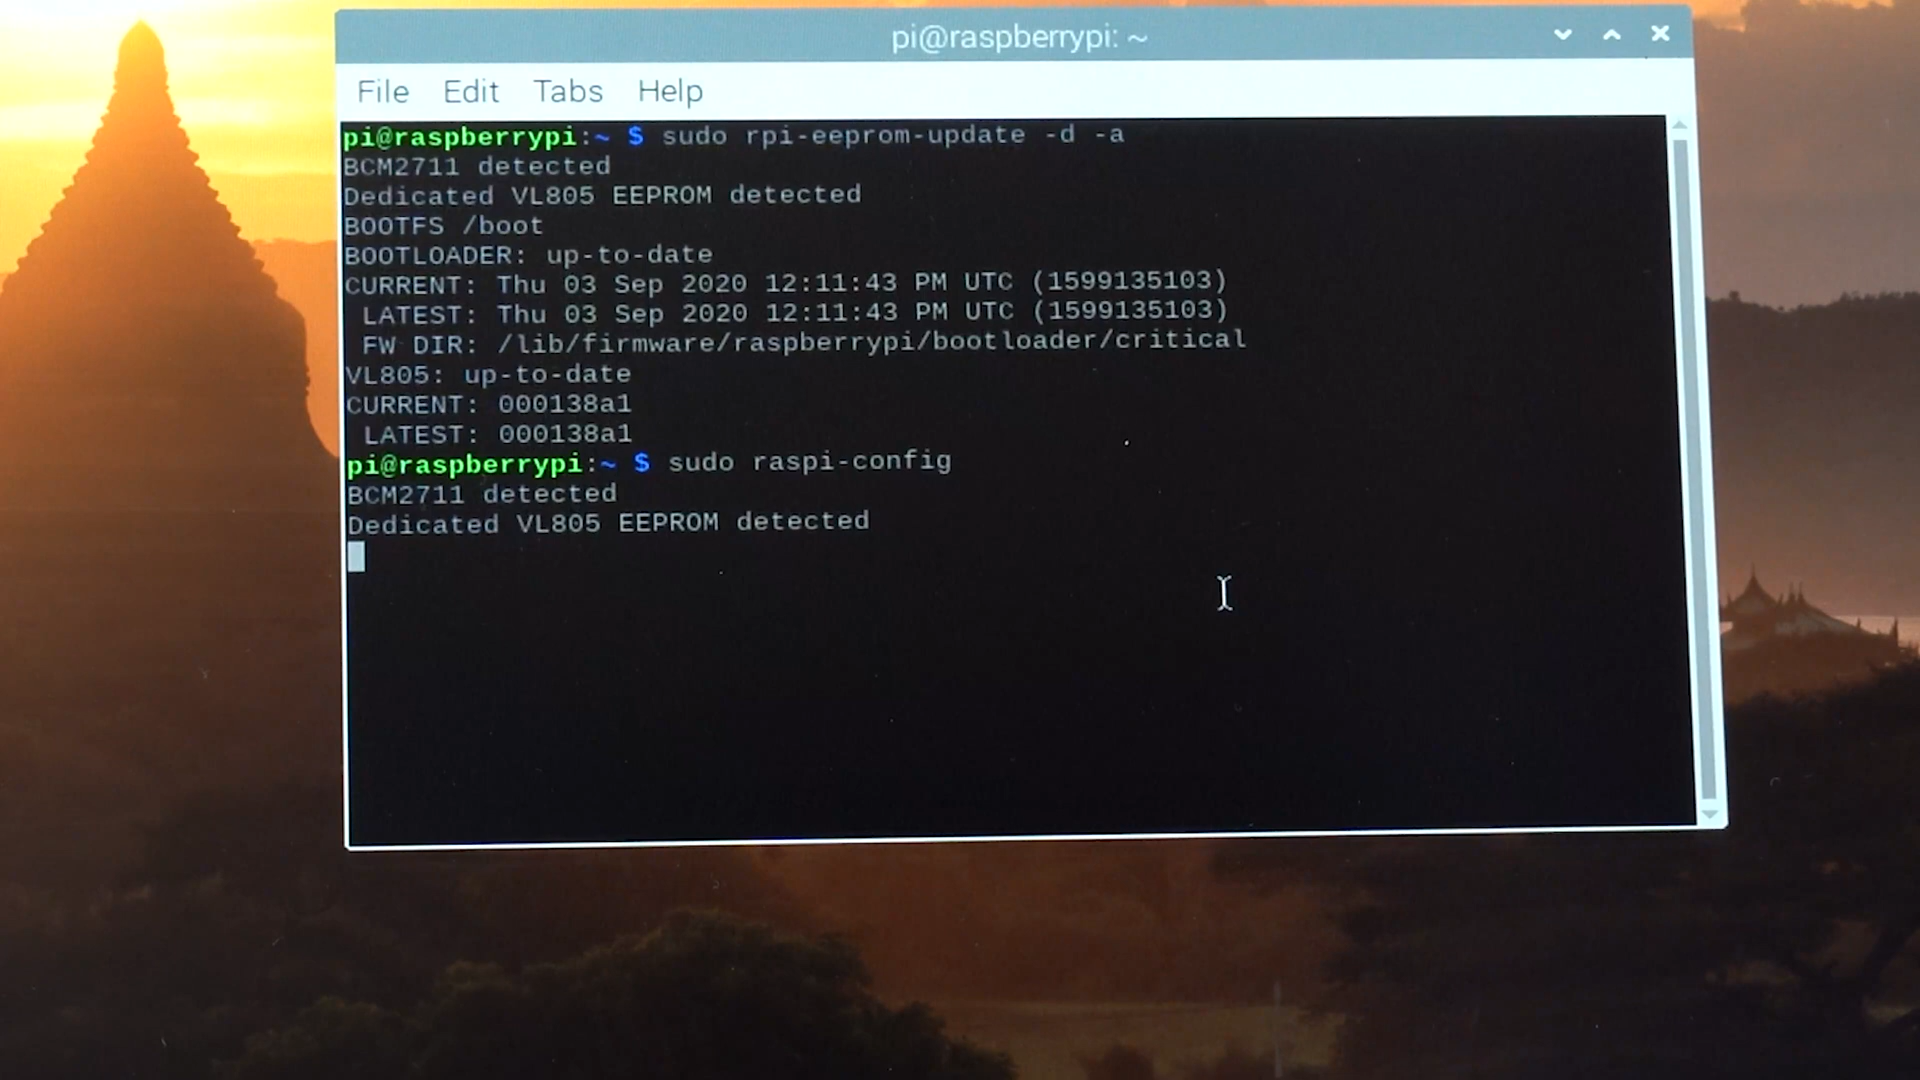 pi@raspberrypi: ~
File Edit Tabs Help
pi@raspberrypi:~ $ sudo rpi-eeprom-update -d -a
BCM2711 detected
Dedicated VL805 EEPROM detected
BOOTFS /boot
BOOTLOADER: up-to-date
CURRENT: Thu 03 Sep 2020 12:11:43 PM UTC (1599135103)
 LATEST: Thu 03 Sep 2020 12:11:43 PM UTC (1599135103)
 FW DIR: /lib/firmware/raspberrypi/bootloader/critical
VL805: up-to-date
CURRENT: 000138a1
 LATEST: 000138a1
pi@raspberrypi:~ $ sudo raspi-config
BCM2711 detected
Dedicated VL805 EEPROM detected